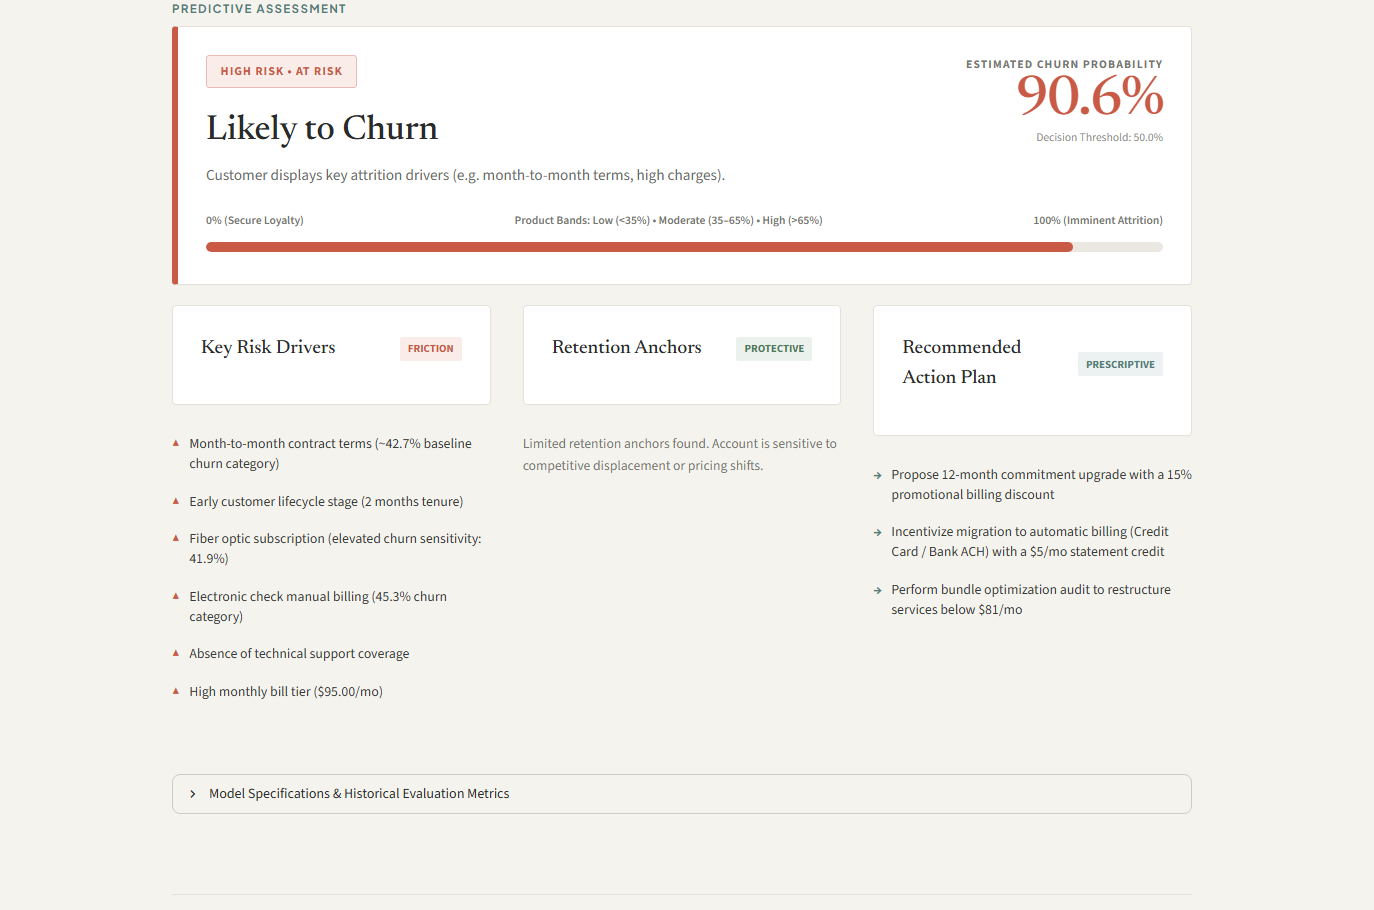 PREDICTIVE ASSESSMENT
HIGH RISK • AT RISK
ESTIMATED CHURN PROBABILITY
90.6%
Decision Threshold: 50.0%
Likely to Churn
Customer displays key attrition drivers (e.g. month-to-month terms, high charges).
0% (Secure Loyalty)
Product Bands: Low (<35%) • Moderate (35–65%) • High (>65%)
100% (Imminent Attrition)
Key Risk Drivers
FRICTION
▲ Month-to-month contract terms (~42.7% baseline
churn category)
▲ Early customer lifecycle stage (2 months tenure)
▲ Fiber optic subscription (elevated churn sensitivity:
41.9%)
▲ Electronic check manual billing (45.3% churn
category)
▲ Absence of technical support coverage
▲ High monthly bill tier ($95.00/mo)
Retention Anchors
PROTECTIVE
Limited retention anchors found. Account is sensitive to
competitive displacement or pricing shifts.
Recommended
Action Plan
PRESCRIPTIVE
→ Propose 12-month commitment upgrade with a 15%
promotional billing discount
→ Incentivize migration to automatic billing (Credit
Card / Bank ACH) with a $5/mo statement credit
→ Perform bundle optimization audit to restructure
services below $81/mo
Model Specifications & Historical Evaluation Metrics